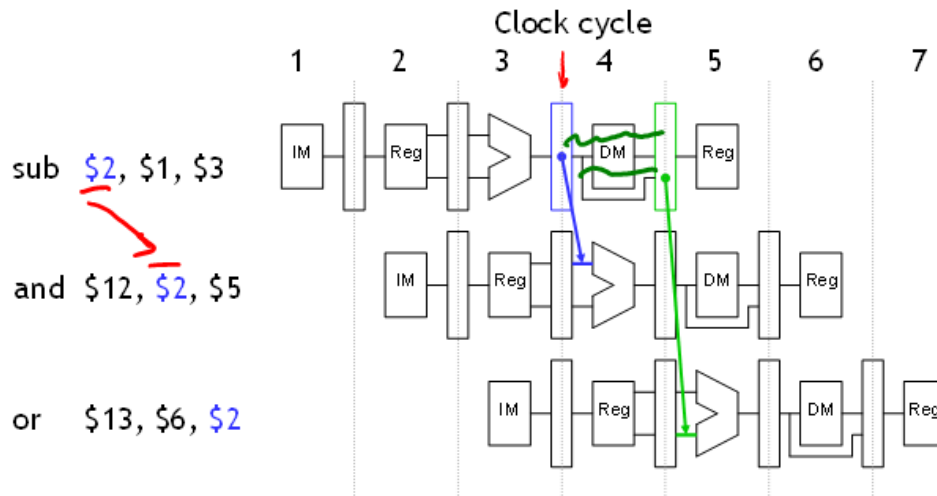 Clock cycle
1 2 3 4 5 6 7
IM Reg DM Reg
sub $2, $1, $3
IM Reg DM Reg
and $12, $2, $5
IM Reg DM Reg
or $13, $6, $2